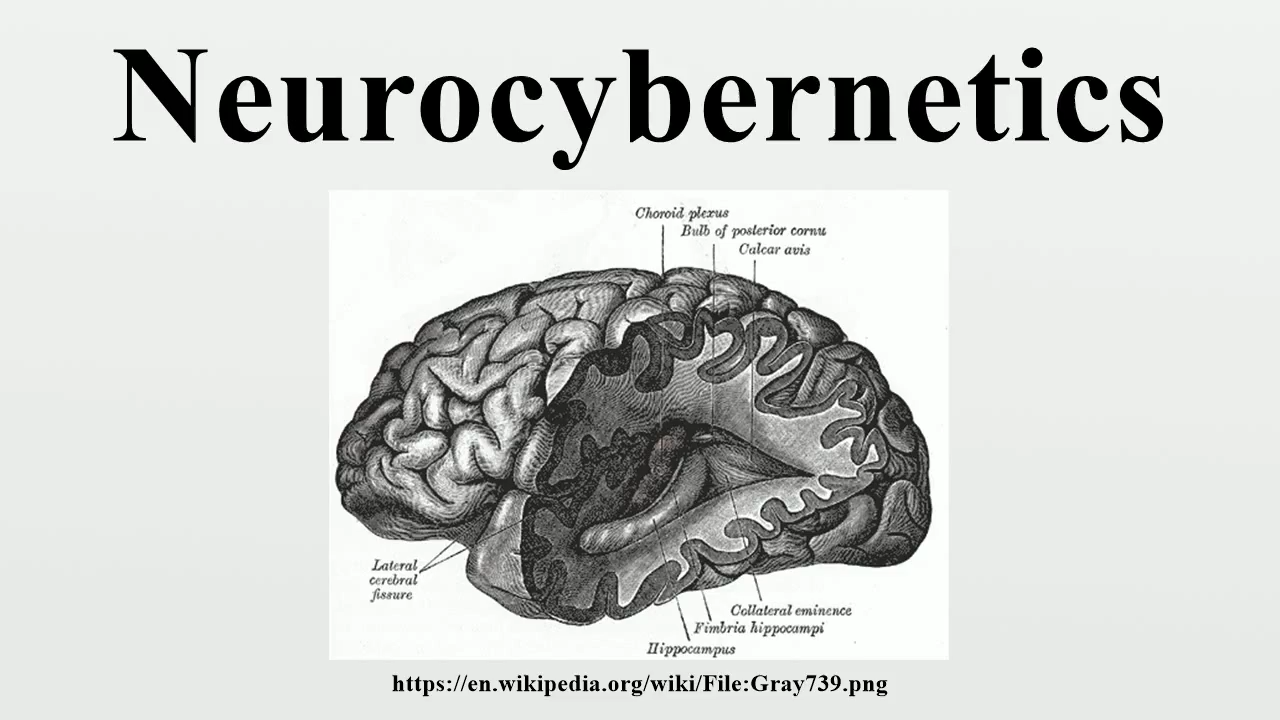 Neurocybernetics
Choroid plexus
Bulb of posterior cornu
Calcar avis
Lateral
cerebral
fissure
Collateral eminence
Fimbria hippocampi
Hippocampus
https://en.wikipedia.org/wiki/File:Gray739.png